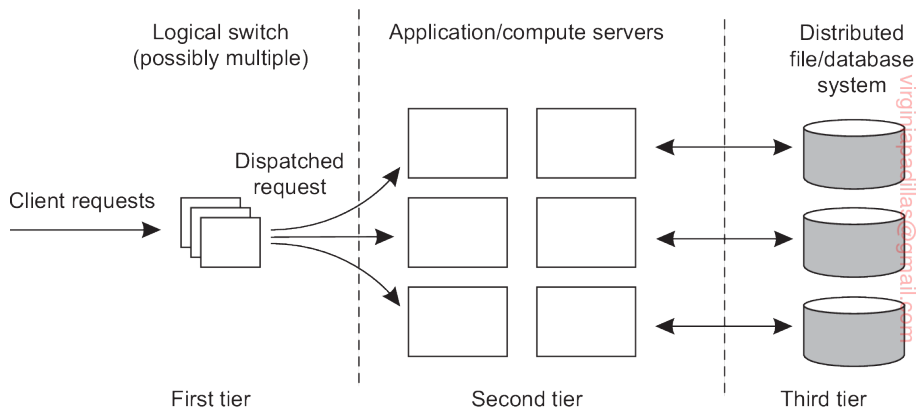 Logical switch
(possibly multiple)
Application/compute servers
Distributed
file/database
system
Dispatched
request
Client requests
First tier
Second tier
Third tier
virginiapadillas@gmail.com